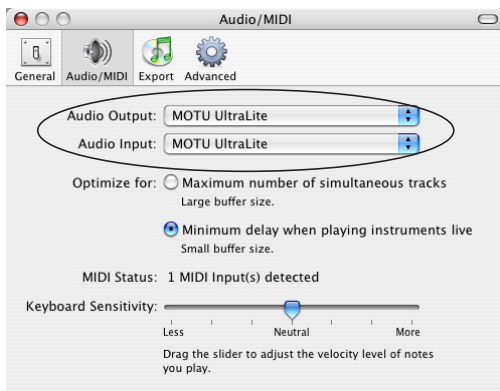 Audio/MIDI
General Audio/MIDI Export Advanced
Audio Output: MOTU UltraLite
Audio Input: MOTU UltraLite
Optimize for: Maximum number of simultaneous tracks
Large buffer size.
Minimum delay when playing instruments live
Small buffer size.
MIDI Status: 1 MIDI Input(s) detected
Keyboard Sensitivity:
Less Neutral More
Drag the slider to adjust the velocity level of notes
you play.